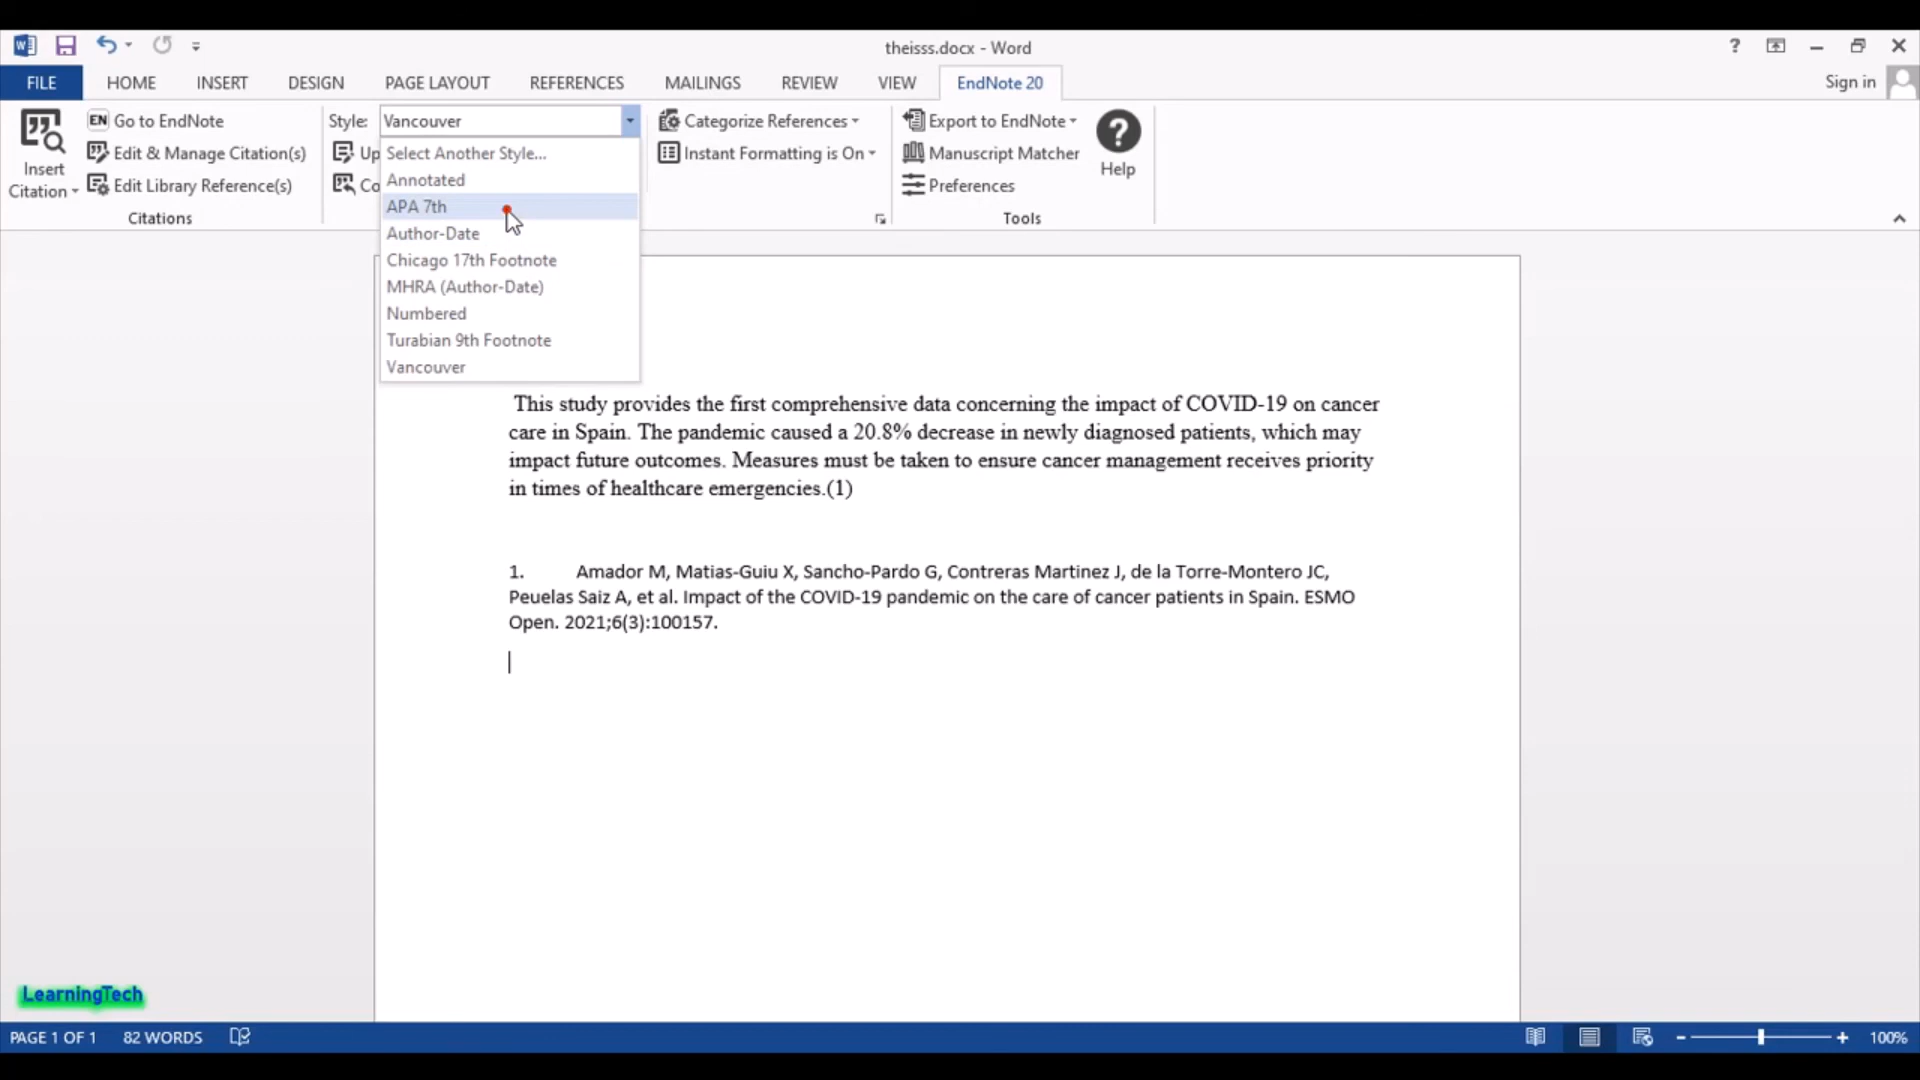 theisss.docx - Word
?
FILE
HOME
INSERT
DESIGN
PAGE LAYOUT
REFERENCES
MAILINGS
REVIEW
VIEW
EndNote 20
Sign in
Insert
Citation
EN Go to EndNote
Edit & Manage Citation(s)
Edit Library Reference(s)
Citations
Style: Vancouver
Up
Co
Select Another Style...
Annotated
APA 7th
Author-Date
Chicago 17th Footnote
MHRA (Author-Date)
Numbered
Turabian 9th Footnote
Vancouver
Categorize References
Instant Formatting is On
Export to EndNote
Manuscript Matcher
Preferences
Tools
?
Help
This study provides the first comprehensive data concerning the impact of COVID-19 on cancer
care in Spain. The pandemic caused a 20.8% decrease in newly diagnosed patients, which may
impact future outcomes. Measures must be taken to ensure cancer management receives priority
in times of healthcare emergencies.(1)
1. Amador M, Matias-Guiu X, Sancho-Pardo G, Contreras Martinez J, de la Torre-Montero JC,
Peuelas Saiz A, et al. Impact of the COVID-19 pandemic on the care of cancer patients in Spain. ESMO
Open. 2021;6(3):100157.
LearningTech
PAGE 1 OF 1
82 WORDS
100%